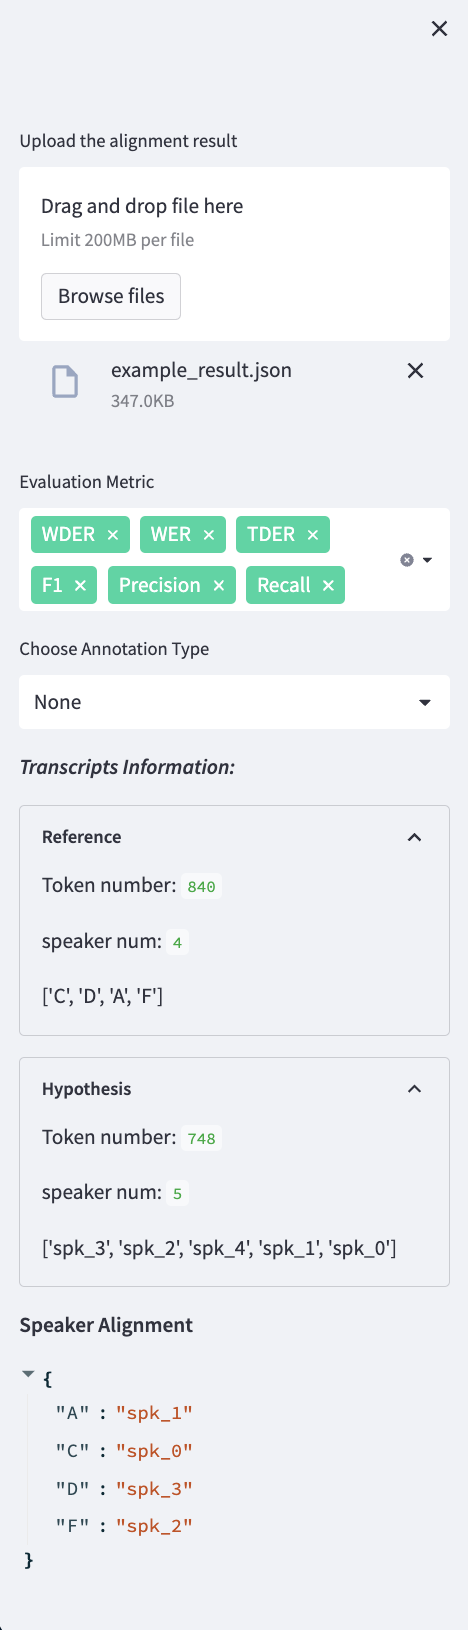 Upload the alignment result
Drag and drop file here
Limit 200MB per file
Browse files
example_result.json
347.0KB
Evaluation Metric
WDER × WER × TDER ×
F1 × Precision × Recall ×
Choose Annotation Type
None
Transcripts Information:
Reference
Token number: 840
speaker num: 4
['C', 'D', 'A', 'F']
Hypothesis
Token number: 748
speaker num: 5
['spk_3', 'spk_2', 'spk_4', 'spk_1', 'spk_0']
Speaker Alignment
{
"A" : "spk_1"
"C" : "spk_0"
"D" : "spk_3"
"F" : "spk_2"
}